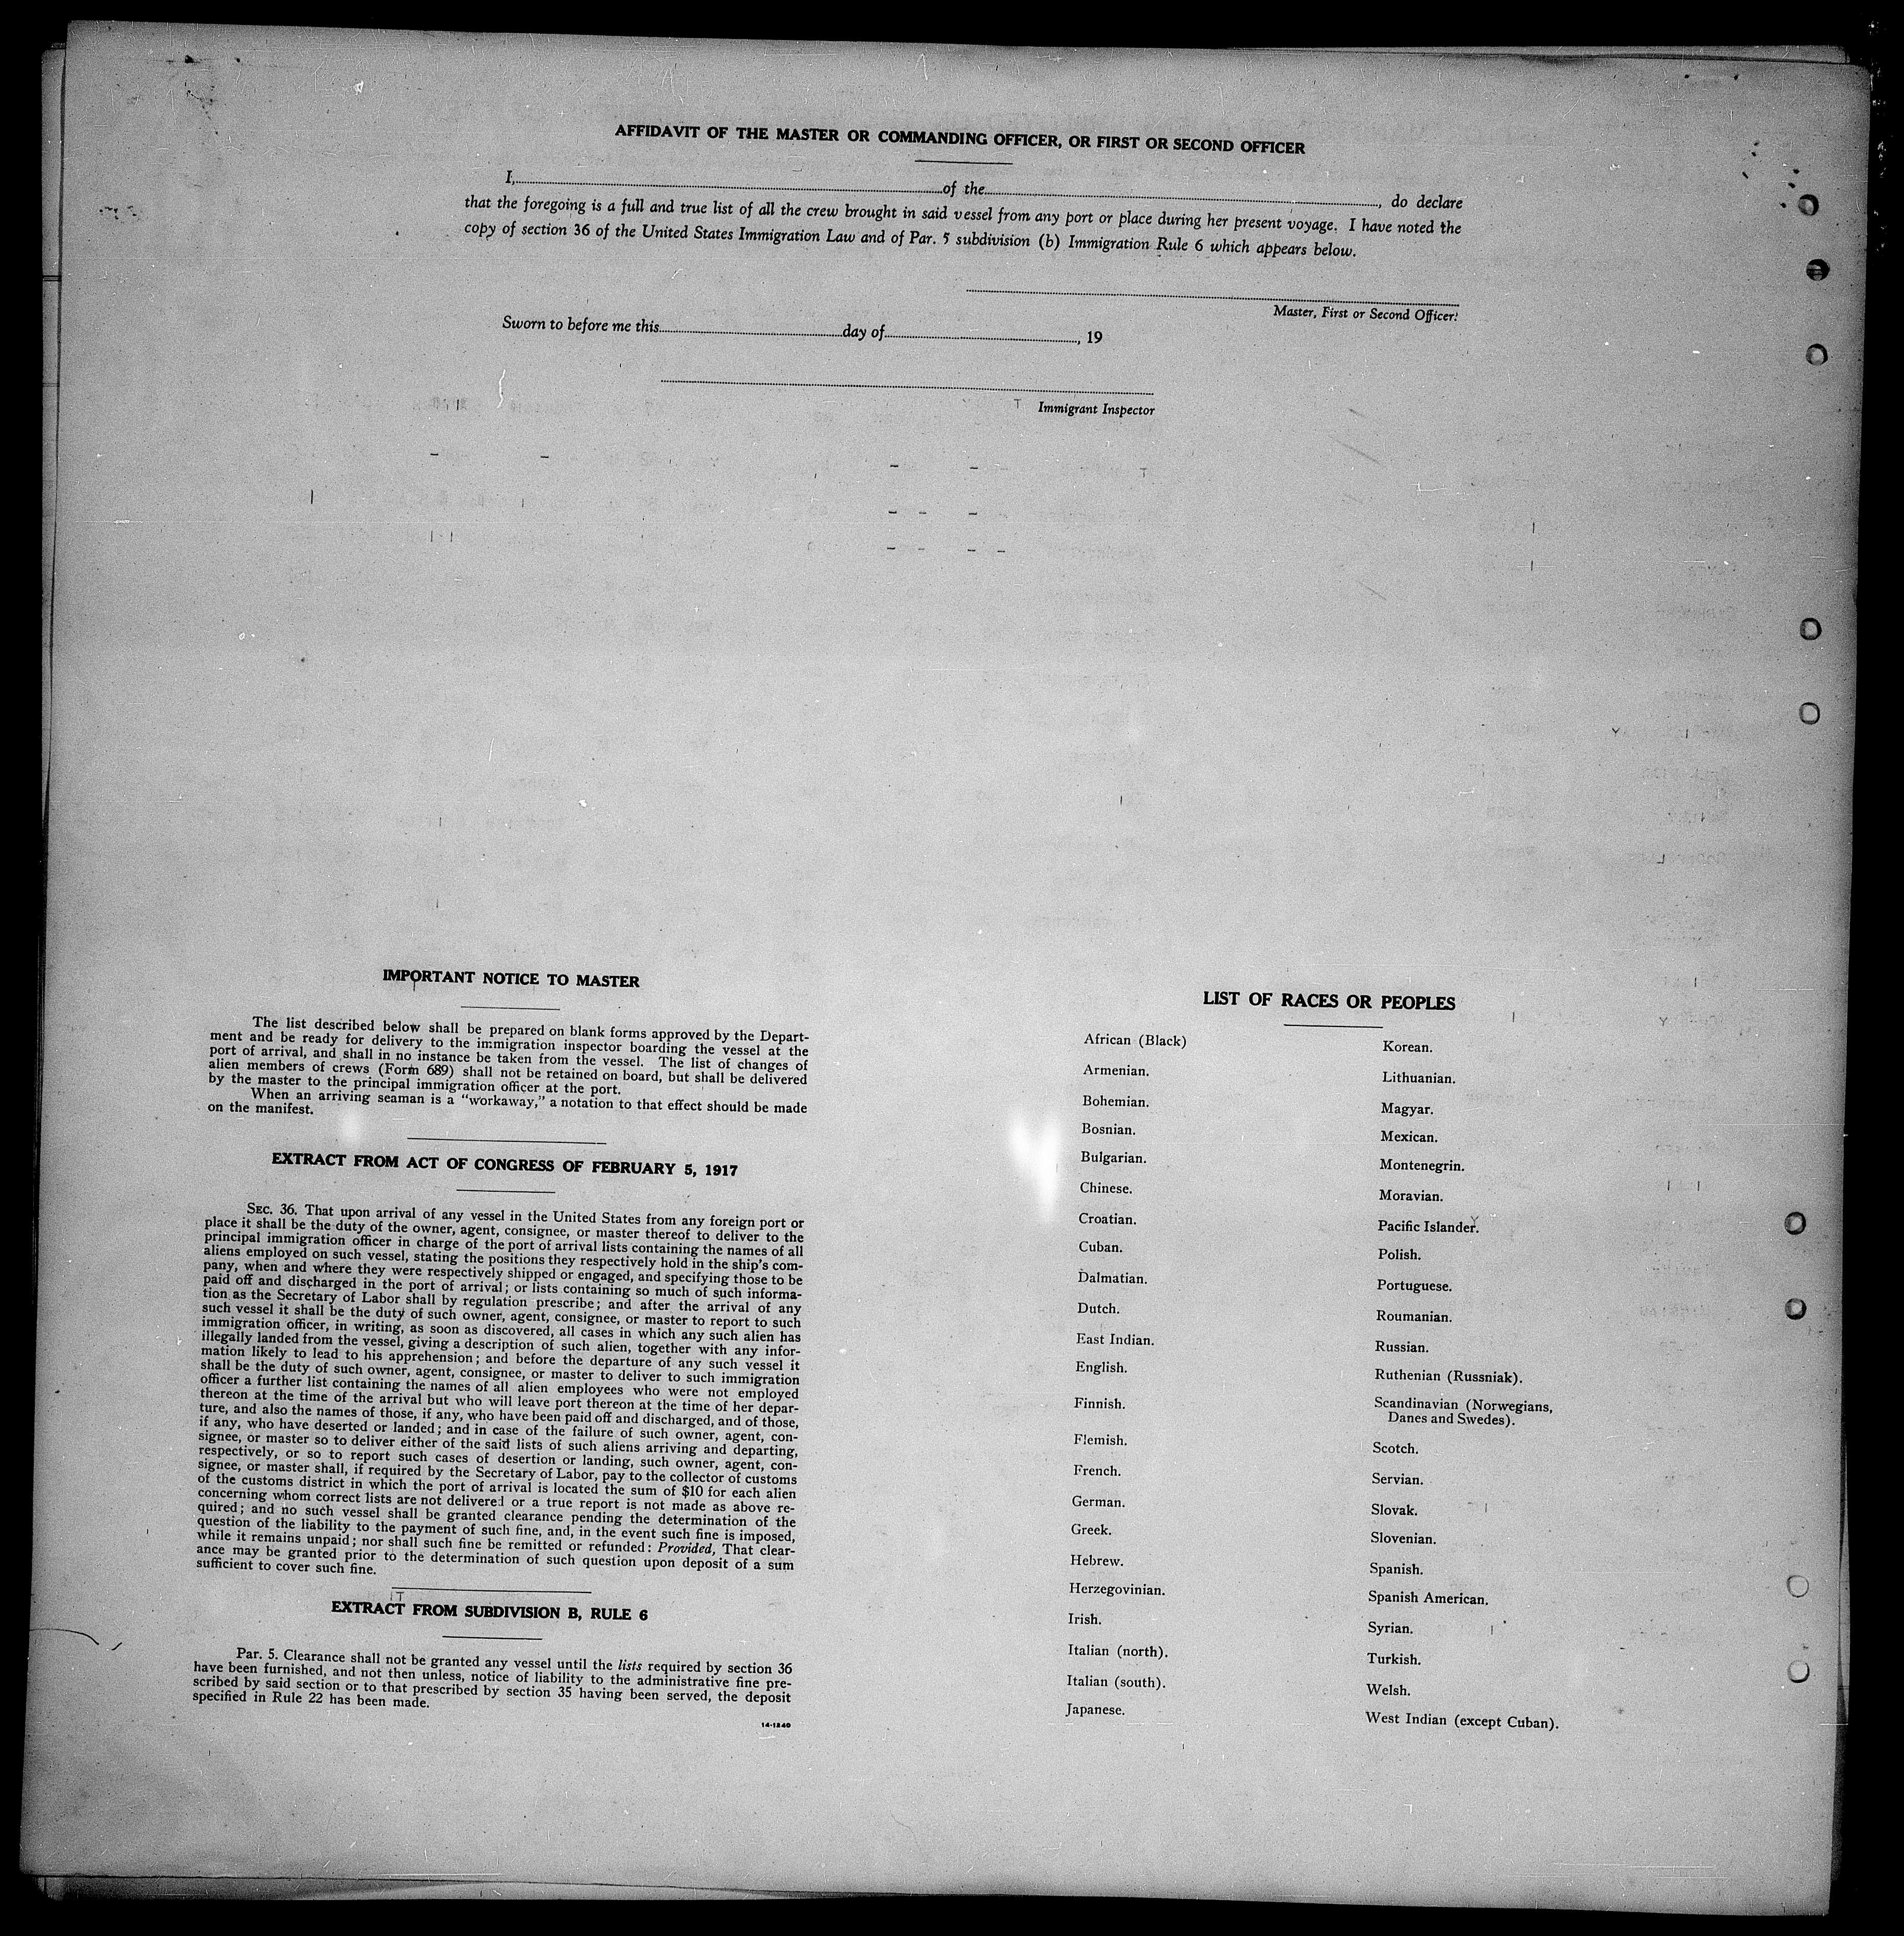 AFFIDAVIT OF THE MASTER OR COMMANDING OFFICER, OR FIRST OR SECOND OFFICER
I, of the , do declare
that the foregoing is a full and true list of all the crew brought in said vessel from any port or place during her present voyage. I have noted the
copy of section 36 of the United States Immigration Law and of Par. 5 subdivision (b) Immigration Rule 6 which appears below.
Master, First or Second Officer.
Sworn to before me this day of , 19
Immigrant Inspector
IMPORTANT NOTICE TO MASTER
The list described below shall be prepared on blank forms approved by the Depart-
ment and be ready for delivery to the immigration inspector boarding the vessel at the
port of arrival, and shall in no instance be taken from the vessel. The list of changes of
alien members of crews (Form 689) shall not be retained on board, but shall be delivered
by the master to the principal immigration officer at the port.
When an arriving seaman is a "workaway," a notation to that effect should be made
on the manifest.
EXTRACT FROM ACT OF CONGRESS OF FEBRUARY 5, 1917
SEC. 36. That upon arrival of any vessel in the United States from any foreign port or
place it shall be the duty of the owner, agent, consignee, or master thereof to deliver to the
principal immigration officer in charge of the port of arrival lists containing the names of all
aliens employed on such vessel, stating the positions they respectively hold in the ship's com-
pany, when and where they were respectively shipped or engaged, and specifying those to be
paid off and discharged in the port of arrival; or lists containing so much of such informa-
tion as the Secretary of Labor shall by regulation prescribe; and after the arrival of any
such vessel it shall be the duty of such owner, agent, consignee, or master to report to such
immigration officer, in writing, as soon as discovered, all cases in which any such alien has
illegally landed from the vessel, giving a description of such alien, together with any infor-
mation likely to lead to his apprehension; and before the departure of any such vessel it
shall be the duty of such owner, agent, consignee, or master to deliver to such immigration
officer a further list containing the names of all alien employees who were not employed
thereon at the time of the arrival but who will leave port thereon at the time of her depar-
ture, and also the names of those, if any, who have been paid off and discharged, and of those,
if any, who have deserted or landed; and in case of the failure of such owner, agent, con-
signee, or master so to deliver either of the said lists of such aliens arriving and departing,
respectively, or so to report such cases of desertion or landing, such owner, agent, con-
signee, or master shall, if required by the Secretary of Labor, pay to the collector of customs
of the customs district in which the port of arrival is located the sum of $10 for each alien
concerning whom correct lists are not delivered or a true report is not made as above re-
quired; and no such vessel shall be granted clearance pending the determination of the
question of the liability to the payment of such fine, and, in the event such fine is imposed,
while it remains unpaid; nor shall such fine be remitted or refunded: Provided, That clear-
ance may be granted prior to the determination of such question upon deposit of a sum
sufficient to cover such fine.
EXTRACT FROM SUBDIVISION B, RULE 6
Par. 5. Clearance shall not be granted any vessel until the lists required by section 36
have been furnished, and not then unless, notice of liability to the administrative fine pre-
scribed by said section or to that prescribed by section 35 having been served, the deposit
specified in Rule 22 has been made.
14-1240
LIST OF RACES OR PEOPLES
African (Black)
Armenian.
Bohemian.
Bosnian.
Bulgarian.
Chinese.
Croatian.
Cuban.
Dalmatian.
Dutch.
East Indian.
English.
Finnish.
Flemish.
French.
German.
Greek.
Hebrew.
Herzegovinian.
Irish.
Italian (north).
Italian (south).
Japanese.
Korean.
Lithuanian.
Magyar.
Mexican.
Montenegrin.
Moravian.
Pacific Islander.
Polish.
Portuguese.
Roumanian.
Russian.
Ruthenian (Russniak).
Scandinavian (Norwegians,
Danes and Swedes).
Scotch.
Servian.
Slovak.
Slovenian.
Spanish.
Spanish American.
Syrian.
Turkish.
Welsh.
West Indian (except Cuban).